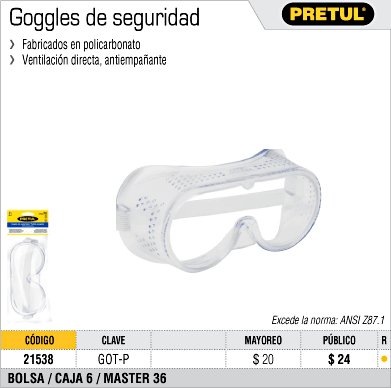 Goggles de seguridad
PRETUL®
› Fabricados en policarbonato
› Ventilación directa, antiempañante
PRETUL
Excede la norma: ANSI Z87.1
CÓDIGO CLAVE MAYOREO PÚBLICO R
21538 GOT-P $ 20 $ 24 •
BOLSA / CAJA 6 / MASTER 36